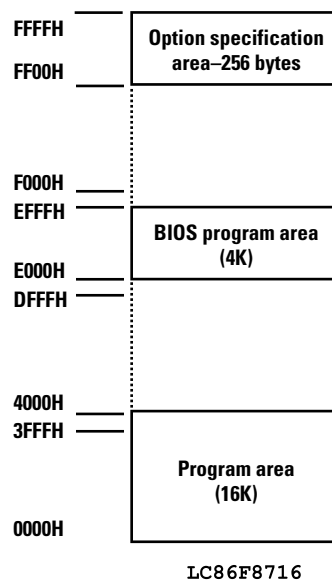 FFFFH
Option specification
area–256 bytes
FF00H
F000H
EFFFH
BIOS program area
(4K)
E000H
DFFFH
4000H
3FFFH
Program area
(16K)
0000H
LC86F8716